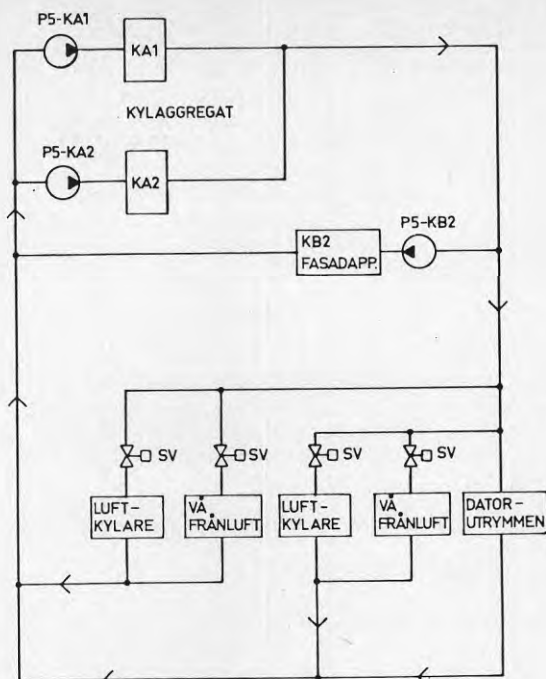 P5-KA1
KA1
KYLAGGREGAT
P5-KA2
KA2
P5-KB2
KB2
FASADAPP.
SV
SV
SV
SV
LUFT-
KYLARE
VÅ
FRÅNLUFT
LUFT-
KYLARE
VÅ
FRÅNLUFT
DATOR-
UTRYMMEN